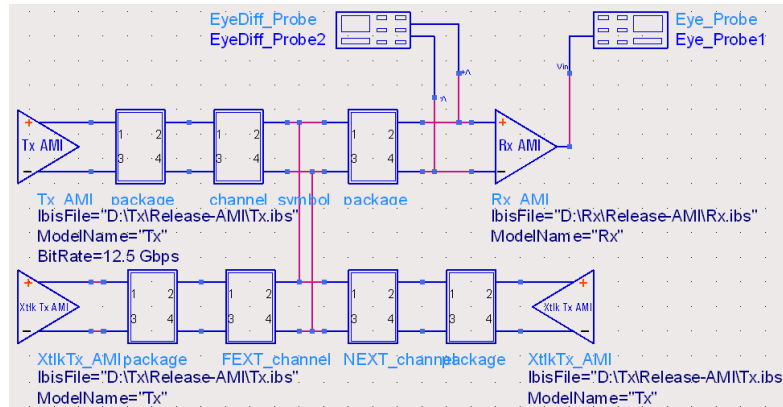 EyeDiff_Probe
EyeDiff_Probe2
Eye_Probe
Eye_Probe1
Vin
+
Tx AMI
−
1 2
3 4
1 2
3 4
1 2
3 4
+
Rx AMI
−
Tx_AMI package channel_symbol package Rx_AMI
IbisFile="D:\Tx\Release-AMI\Tx.ibs"
ModelName="Tx"
BitRate=12.5 Gbps
IbisFile="D:\Rx\Release-AMI\Rx.ibs"
ModelName="Rx"
+
Xtlk Tx AMI
−
1 2
3 4
1 2
3 4
1 2
3 4
1 2
3 4
+
Xtlk Tx AMI
−
XtlkTx_AMI package FEXT_channel NEXT_channel package XtlkTx_AMI
IbisFile="D:\Tx\Release-AMI\Tx.ibs"
ModelName="Tx"
IbisFile="D:\Tx\Release-AMI\Tx.ibs
ModelName="Tx"